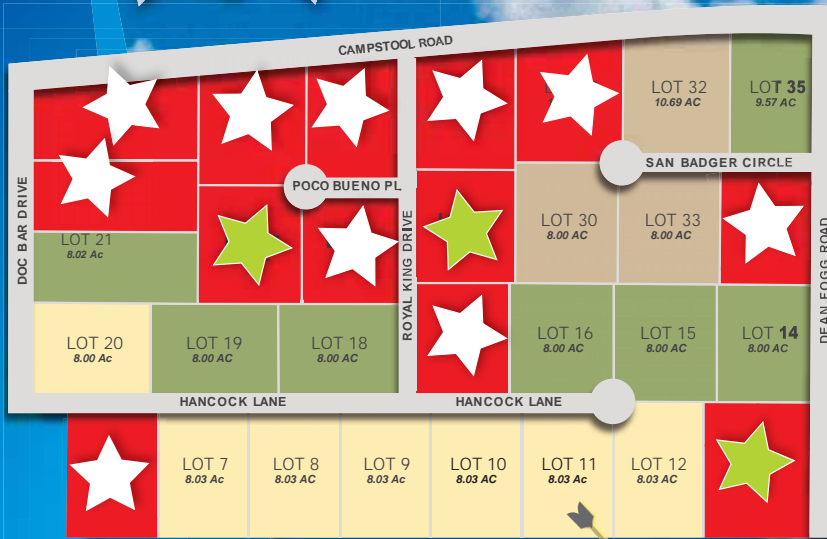 CAMPSTOOL ROAD
LOT 32
10.69 AC
LOT 35
9.57 AC
SAN BADGER CIRCLE
POCO BUENO PL
DOC BAR DRIVE
ROYAL KING DRIVE
LOT 30
8.00 AC
LOT 33
8.00 AC
DEAN FOGG ROAD
LOT 21
8.02 Ac
LOT 20
8.00 Ac
LOT 19
8.00 AC
LOT 18
8.00 AC
LOT 16
8.00 AC
LOT 15
8.00 AC
LOT 14
8.00 AC
HANCOCK LANE
HANCOCK LANE
LOT 7
8.03 Ac
LOT 8
8.03 Ac
LOT 9
8.03 Ac
LOT 10
8.03 AC
LOT 11
8.03 Ac
LOT 12
8.03 AC